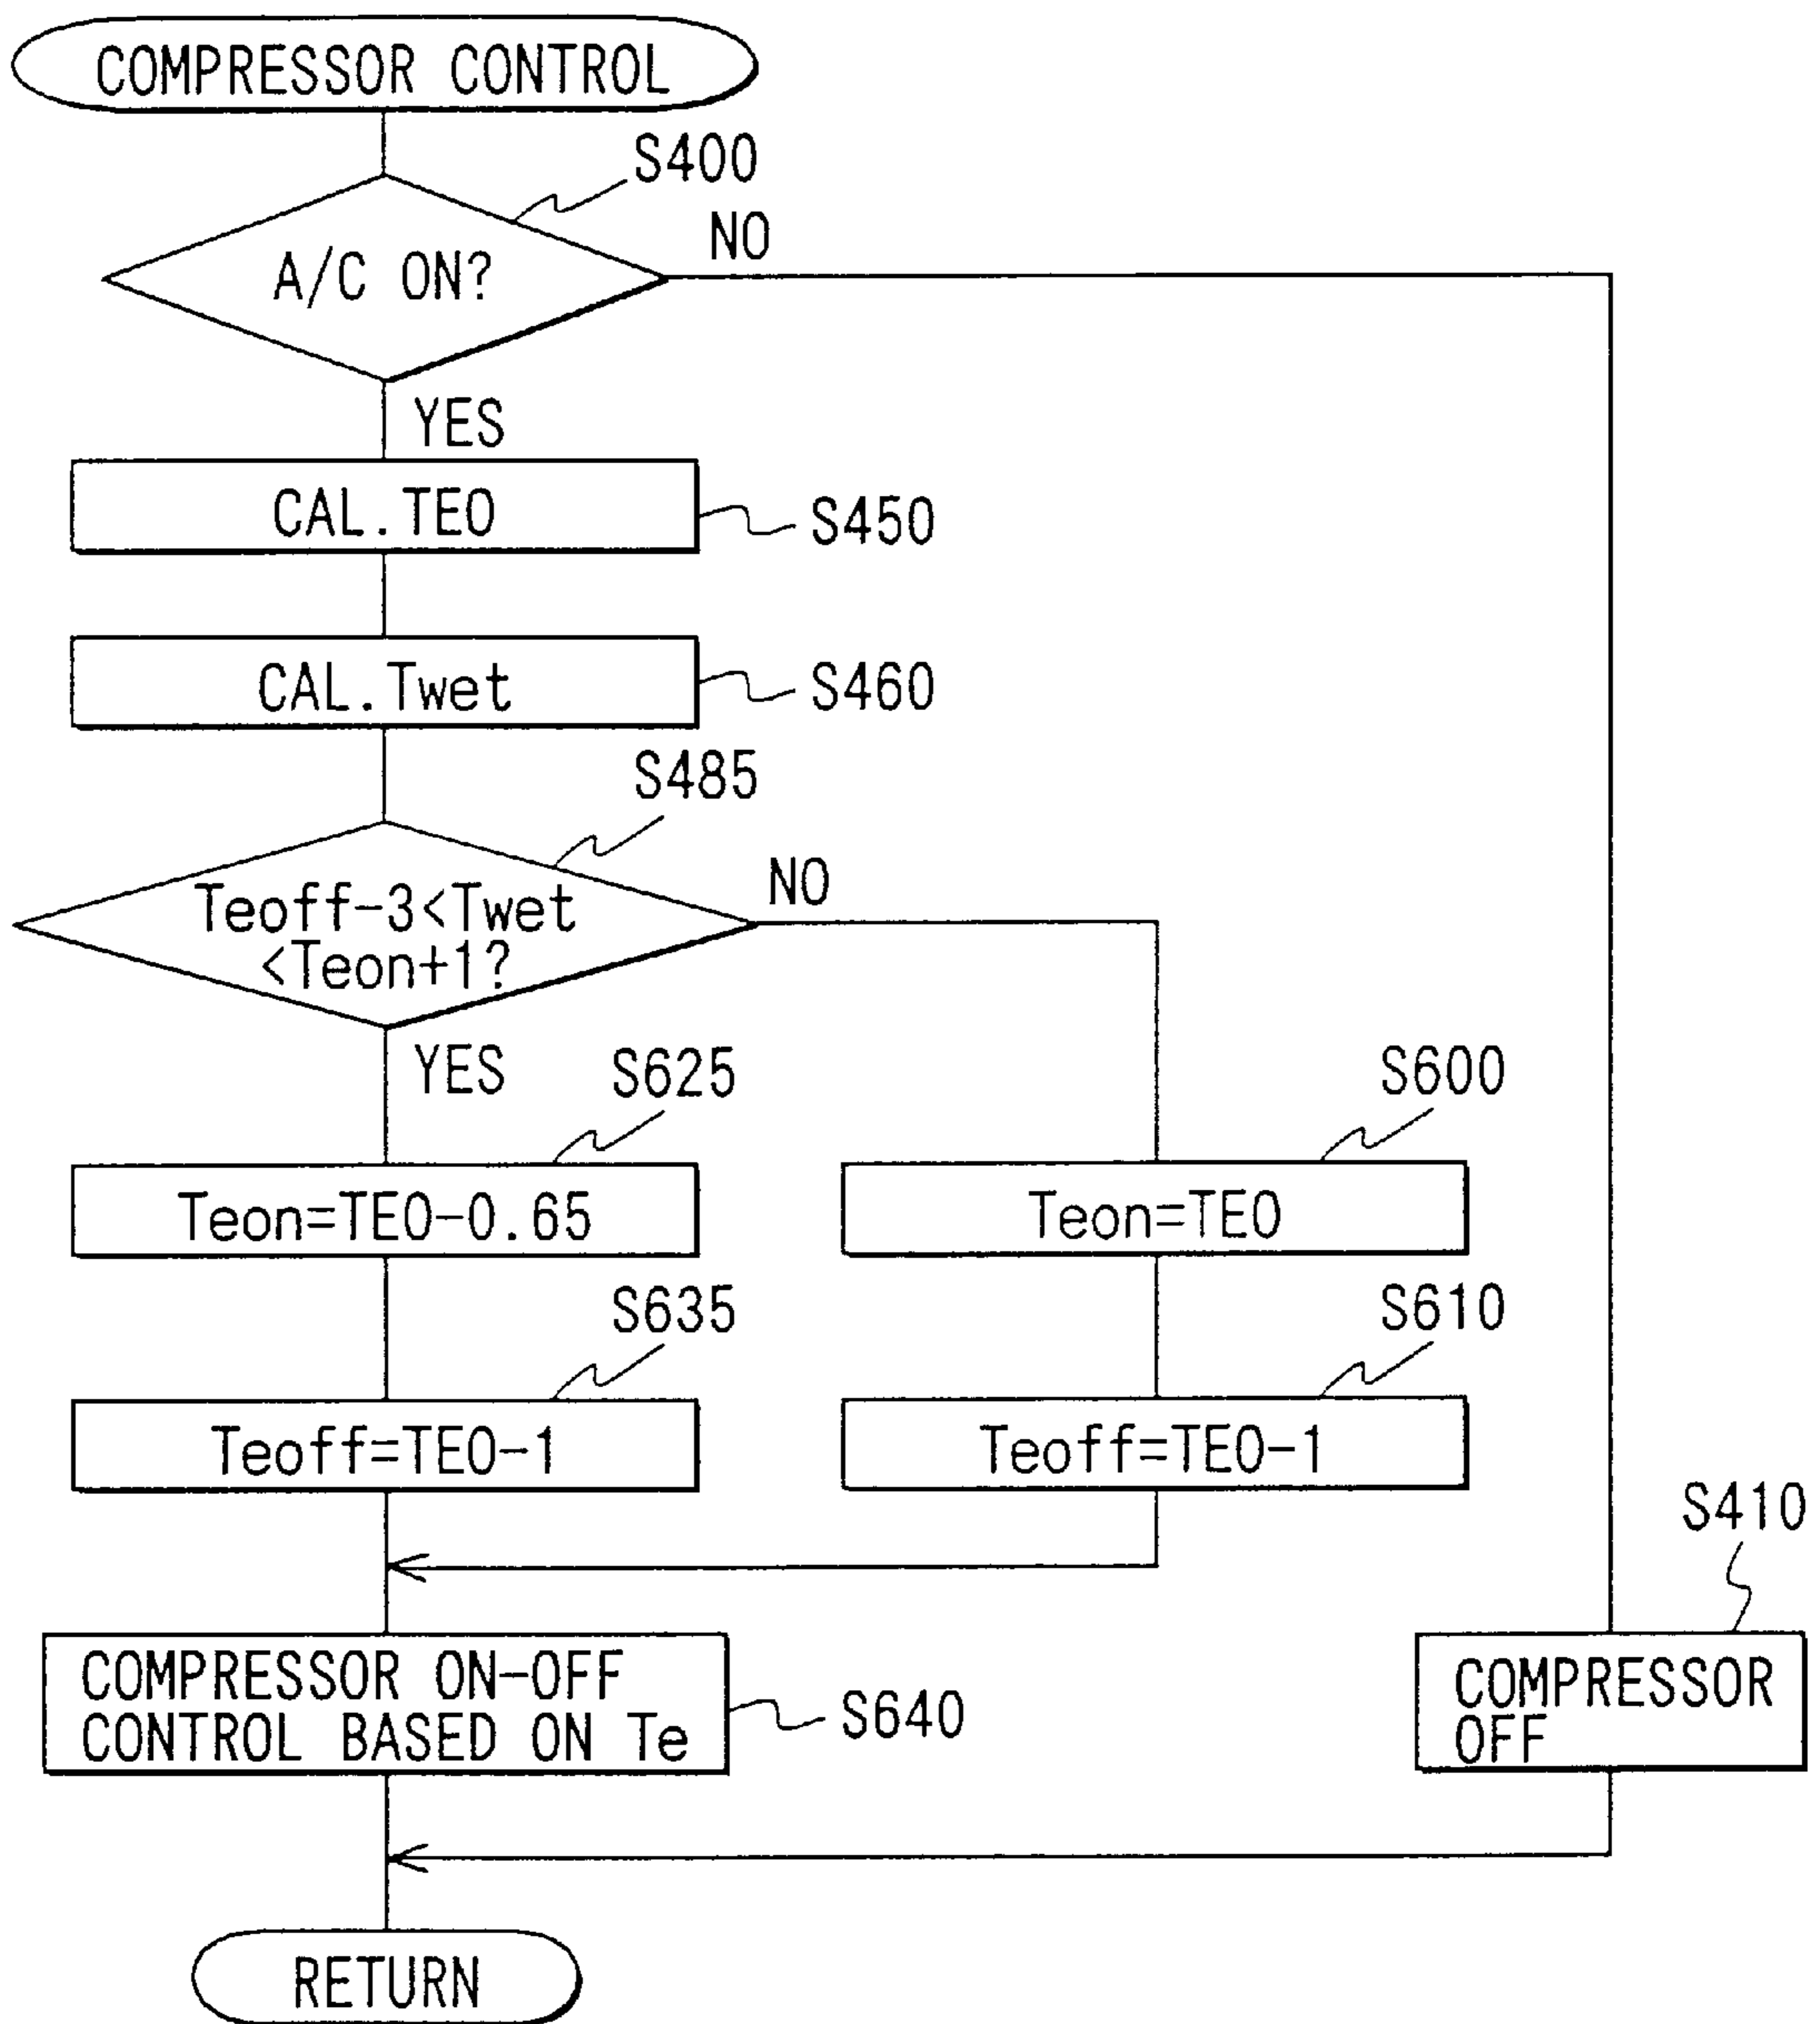 COMPRESSOR CONTROL
S400
A/C ON?
NO
YES
CAL.TEO
S450
CAL.Twet
S460
S485
Teoff-3<Twet
<Teon+1?
NO
YES
S625
S600
Teon=TEO-0.65
Teon=TEO
S635
S610
Teoff=TEO-1
Teoff=TEO-1
S410
COMPRESSOR ON-OFF
CONTROL BASED ON Te
S640
COMPRESSOR
OFF
RETURN